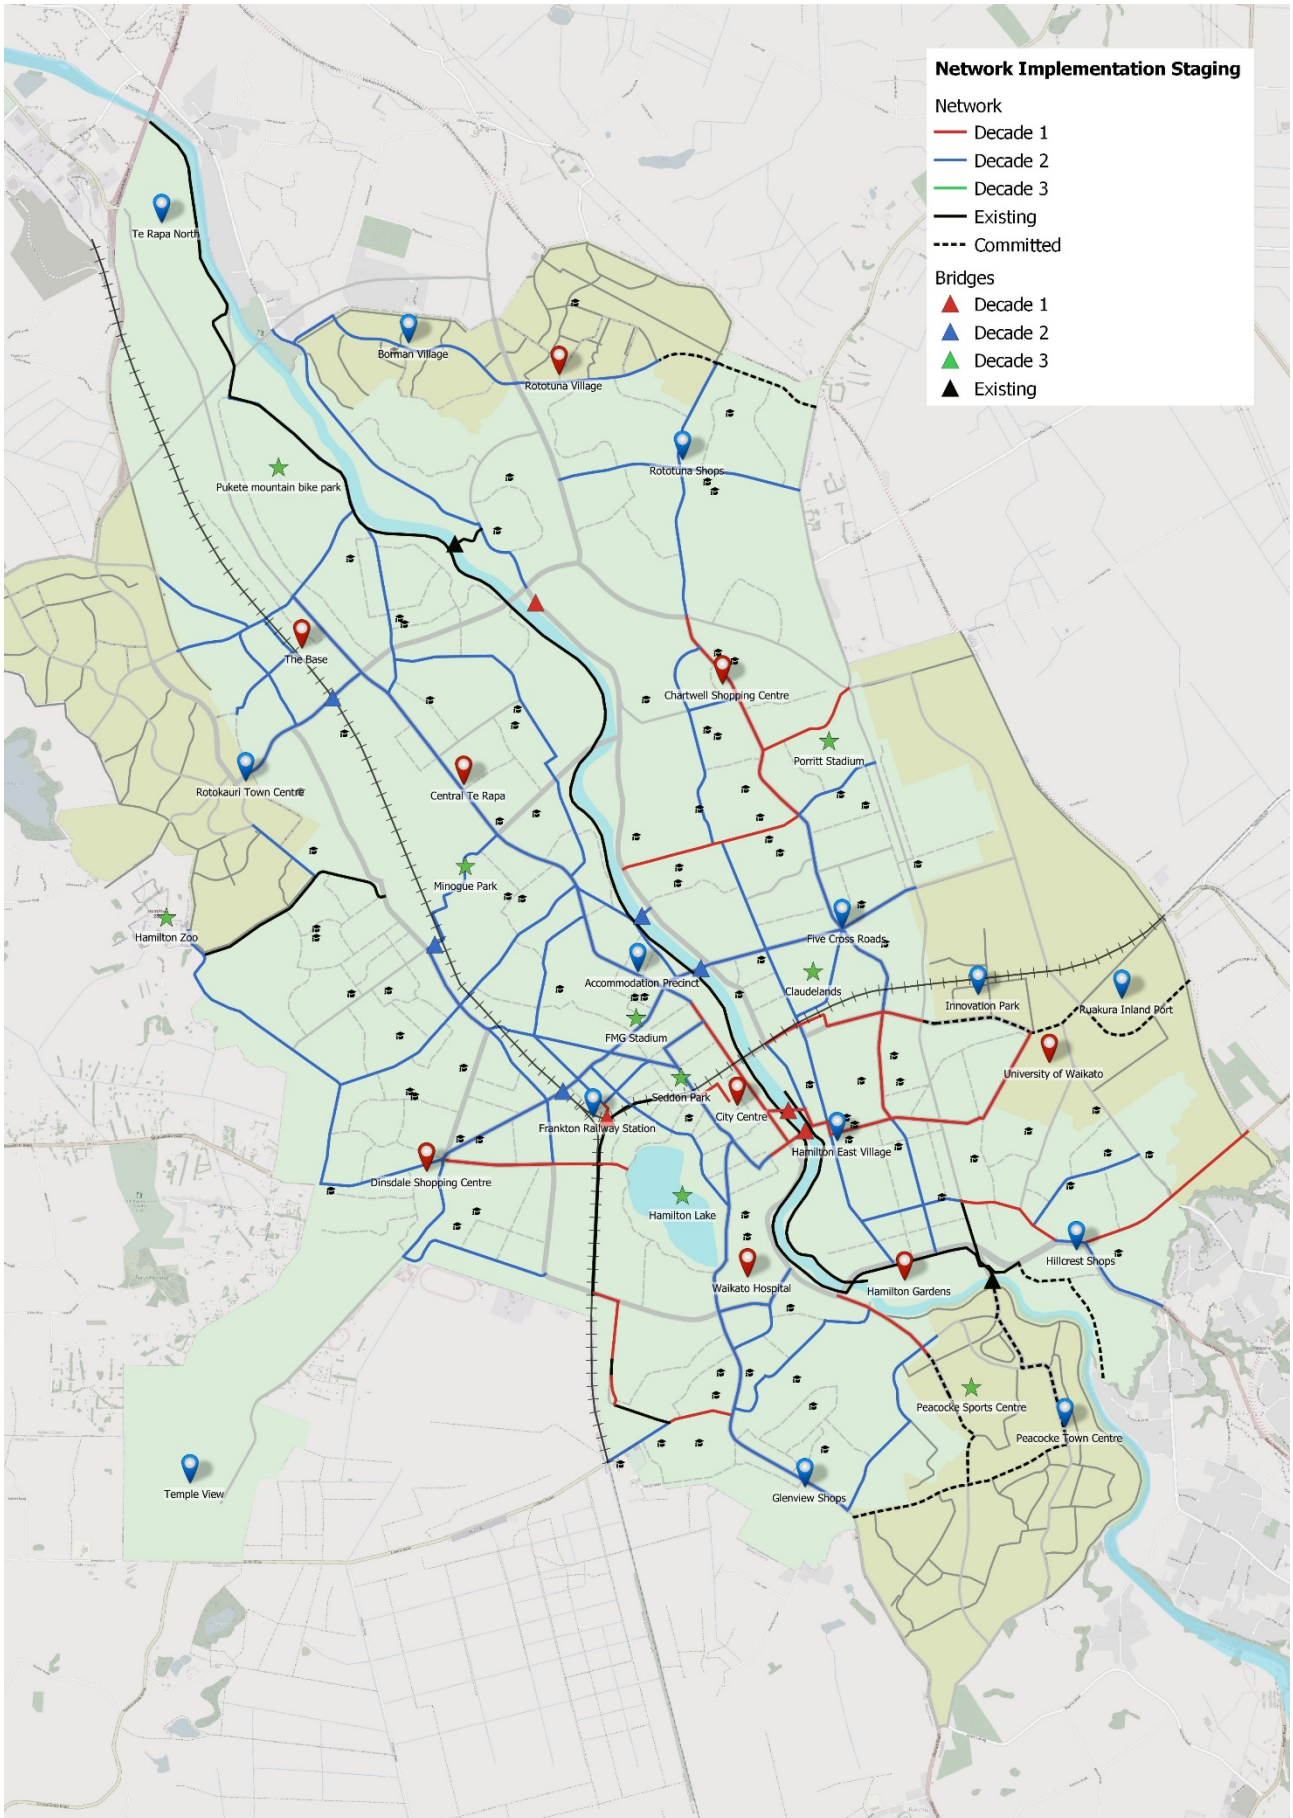 Network Implementation Staging
Network
Decade 1
Decade 2
Decade 3
Existing
Committed
Bridges
Decade 1
Decade 2
Decade 3
Existing
Te Rapa North
Borman Village
Rototuna Village
Rototuna Shops
Pukete mountain bike park
The Base
Chartwell Shopping Centre
Porritt Stadium
Rotokauri Town Centre
Central Te Rapa
Minogue Park
Hamilton Zoo
Five Cross Roads
Accommodation Precinct
Claudelands
Innovation Park
Ruakura Inland Port
FMG Stadium
University of Waikato
Seddon Park
City Centre
Frankton Railway Station
Hamilton East Village
Dinsdale Shopping Centre
Hamilton Lake
Hillcrest Shops
Waikato Hospital
Hamilton Gardens
Peacocke Sports Centre
Peacocke Town Centre
Temple View
Glenview Shops